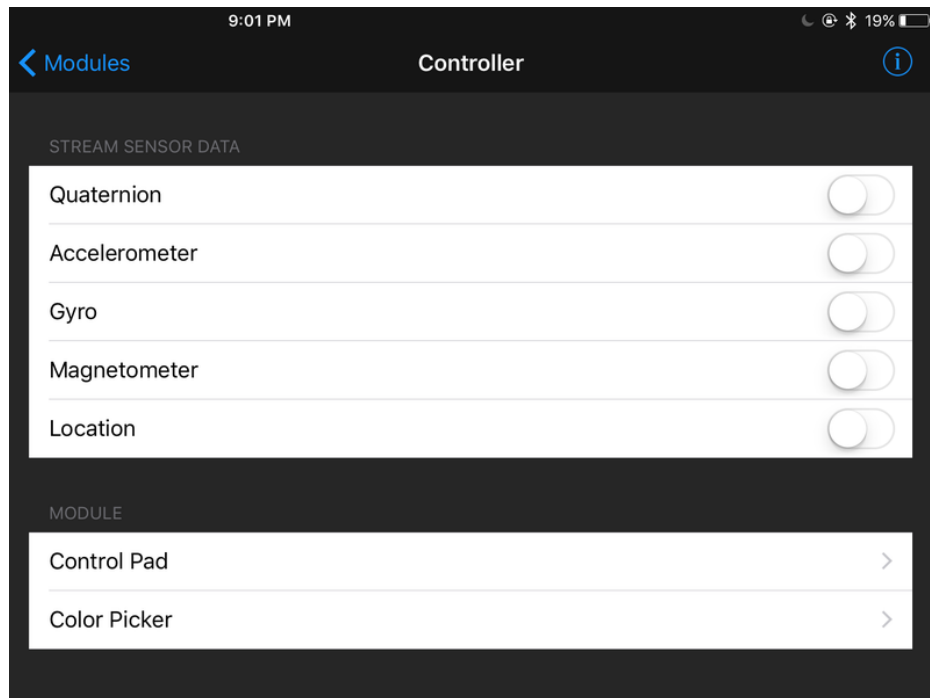 9:01 PM 19%
Modules Controller
STREAM SENSOR DATA
Quaternion
Accelerometer
Gyro
Magnetometer
Location
MODULE
Control Pad
Color Picker